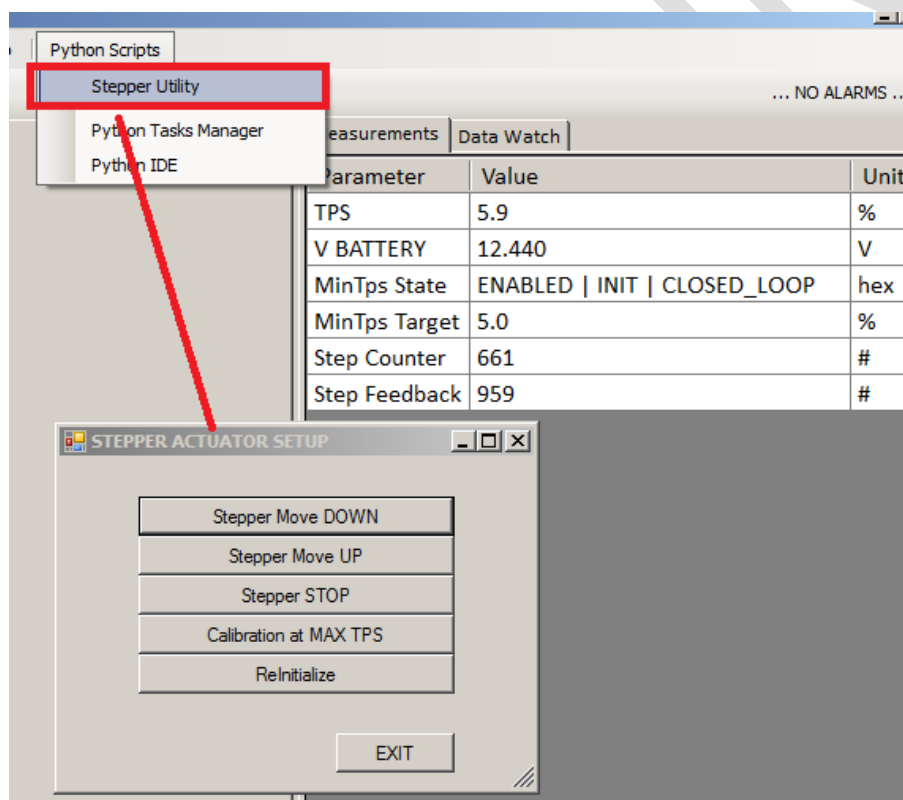 Python Scripts
Stepper Utility
... NO ALARMS ..
Python Tasks Manager
easurements Data Watch
Python IDE
Parameter Value Unit
TPS 5.9 %
V BATTERY 12.440 V
MinTps State ENABLED | INIT | CLOSED_LOOP hex
MinTps Target 5.0 %
Step Counter 661 #
Step Feedback 959 #
STEPPER ACTUATOR SETUP
Stepper Move DOWN
Stepper Move UP
Stepper STOP
Calibration at MAX TPS
ReInitialize
EXIT